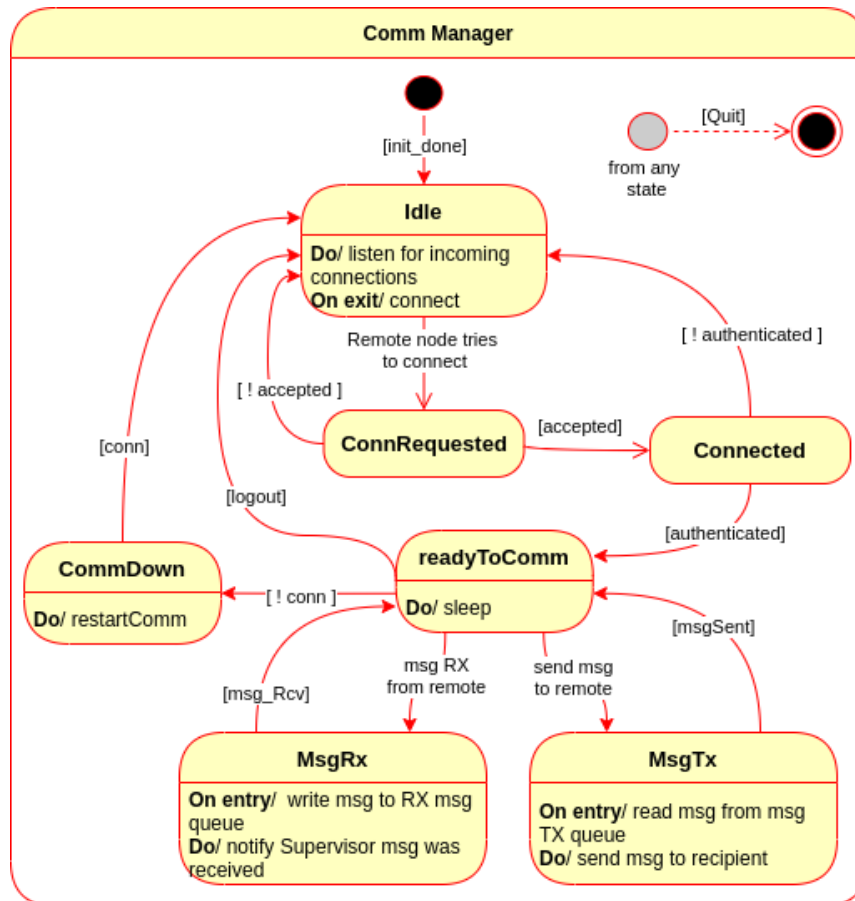 Comm Manager
[init_done]
[Quit]
from any
state
Idle
Do/ listen for incoming
connections
On exit/ connect
Remote node tries
to connect
[ ! authenticated ]
[ ! accepted ]
ConnRequested
[accepted]
Connected
[conn]
[logout]
[authenticated]
CommDown
Do/ restartComm
[ ! conn ]
readyToComm
Do/ sleep
[msg_Rcv]
msg RX
from remote
send msg
to remote
[msgSent]
MsgRx
On entry/  write msg to RX msg
queue
Do/ notify Supervisor msg was
received
MsgTx
On entry/ read msg from msg
TX queue
Do/ send msg to recipient